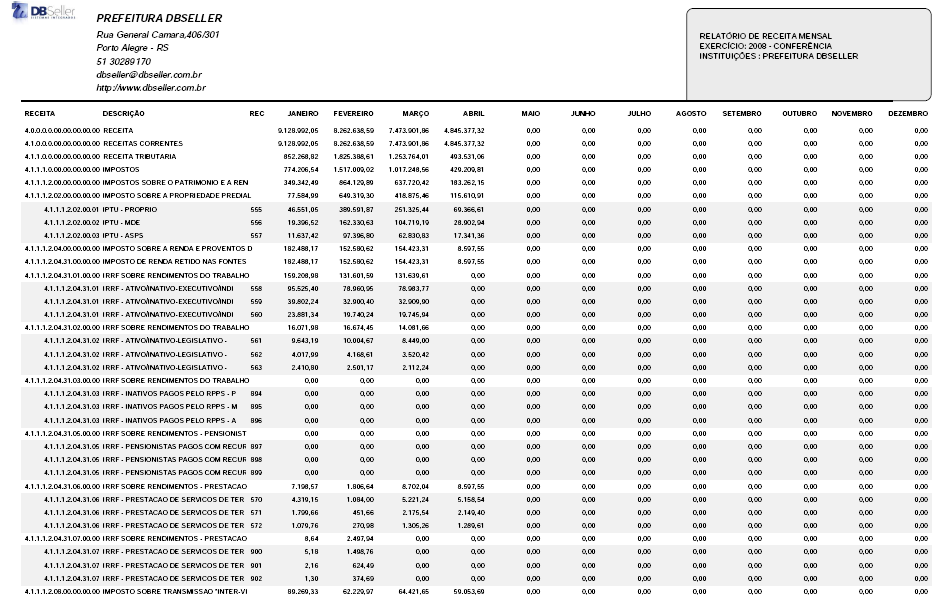 DBSeller
SISTEMAS INTEGRADOS
PREFEITURA DBSELLER
Rua General Camara,406/301
Porto Alegre - RS
51 30289170
dbseller@dbseller.com.br
http://www.dbseller.com.br
RELATÓRIO DE RECEITA MENSAL
EXERCÍCIO: 2008 - CONFERÊNCIA
INSTITUIÇÕES : PREFEITURA DBSELLER
RECEITA DESCRIÇÃO REC JANEIRO FEVEREIRO MARÇO ABRIL MAIO JUNHO JULHO AGOSTO SETEMBRO OUTUBRO NOVEMBRO DEZEMBRO
4.0.0.0.0.00.00.00.00.00 RECEITA 9.128.992,05 8.262.638,59 7.473.901,86 4.845.377,32 0,00 0,00 0,00 0,00 0,00 0,00 0,00 0,00
4.1.0.0.0.00.00.00.00.00 RECEITAS CORRENTES 9.128.992,05 8.262.638,59 7.473.901,86 4.845.377,32 0,00 0,00 0,00 0,00 0,00 0,00 0,00 0,00
4.1.1.0.0.00.00.00.00.00 RECEITA TRIBUTARIA 852.268,82 1.825.388,61 1.253.764,01 493.531,06 0,00 0,00 0,00 0,00 0,00 0,00 0,00 0,00
4.1.1.1.0.00.00.00.00.00 IMPOSTOS 774.206,54 1.517.009,02 1.017.248,56 429.209,81 0,00 0,00 0,00 0,00 0,00 0,00 0,00 0,00
4.1.1.1.2.00.00.00.00.00 IMPOSTOS SOBRE O PATRIMONIO E A REN 349.342,49 864.129,89 637.720,42 183.262,15 0,00 0,00 0,00 0,00 0,00 0,00 0,00 0,00
4.1.1.1.2.02.00.00.00.00 IMPOSTO SOBRE A PROPRIEDADE PREDIAL 77.584,99 649.319,30 418.875,46 115.610,91 0,00 0,00 0,00 0,00 0,00 0,00 0,00 0,00
4.1.1.1.2.02.00.01 IPTU - PROPRIO 555 46.551,05 389.591,87 251.325,44 69.366,61 0,00 0,00 0,00 0,00 0,00 0,00 0,00 0,00
4.1.1.1.2.02.00.02 IPTU - MDE 556 19.396,52 162.330,63 104.719,19 28.902,94 0,00 0,00 0,00 0,00 0,00 0,00 0,00 0,00
4.1.1.1.2.02.00.03 IPTU - ASPS 557 11.637,42 97.396,80 62.830,83 17.341,36 0,00 0,00 0,00 0,00 0,00 0,00 0,00 0,00
4.1.1.1.2.04.00.00.00.00 IMPOSTO SOBRE A RENDA E PROVENTOS D 182.488,17 152.580,62 154.423,31 8.597,55 0,00 0,00 0,00 0,00 0,00 0,00 0,00 0,00
4.1.1.1.2.04.31.00.00.00 IMPOSTO DE RENDA RETIDO NAS FONTES 182.488,17 152.580,62 154.423,31 8.597,55 0,00 0,00 0,00 0,00 0,00 0,00 0,00 0,00
4.1.1.1.2.04.31.01.00.00 IRRF SOBRE RENDIMENTOS DO TRABALHO 159.208,98 131.601,59 131.639,61 0,00 0,00 0,00 0,00 0,00 0,00 0,00 0,00 0,00
4.1.1.1.2.04.31.01 IRRF - ATIVO/INATIVO-EXECUTIVO/INDI 558 95.525,40 78.960,95 78.983,77 0,00 0,00 0,00 0,00 0,00 0,00 0,00 0,00 0,00
4.1.1.1.2.04.31.01 IRRF - ATIVO/INATIVO-EXECUTIVO/INDI 559 39.802,24 32.900,40 32.909,90 0,00 0,00 0,00 0,00 0,00 0,00 0,00 0,00 0,00
4.1.1.1.2.04.31.01 IRRF - ATIVO/INATIVO-EXECUTIVO/INDI 560 23.881,34 19.740,24 19.745,94 0,00 0,00 0,00 0,00 0,00 0,00 0,00 0,00 0,00
4.1.1.1.2.04.31.02.00.00 IRRF SOBRE RENDIMENTOS DO TRABALHO 16.071,98 16.674,45 14.081,66 0,00 0,00 0,00 0,00 0,00 0,00 0,00 0,00 0,00
4.1.1.1.2.04.31.02 IRRF - ATIVO/INATIVO-LEGISLATIVO - 561 9.643,19 10.004,67 8.449,00 0,00 0,00 0,00 0,00 0,00 0,00 0,00 0,00 0,00
4.1.1.1.2.04.31.02 IRRF - ATIVO/INATIVO-LEGISLATIVO - 562 4.017,99 4.168,61 3.520,42 0,00 0,00 0,00 0,00 0,00 0,00 0,00 0,00 0,00
4.1.1.1.2.04.31.02 IRRF - ATIVO/INATIVO-LEGISLATIVO - 563 2.410,80 2.501,17 2.112,24 0,00 0,00 0,00 0,00 0,00 0,00 0,00 0,00 0,00
4.1.1.1.2.04.31.03.00.00 IRRF SOBRE RENDIMENTOS DO TRABALHO 0,00 0,00 0,00 0,00 0,00 0,00 0,00 0,00 0,00 0,00 0,00 0,00
4.1.1.1.2.04.31.03 IRRF - INATIVOS PAGOS PELO RPPS - P 894 0,00 0,00 0,00 0,00 0,00 0,00 0,00 0,00 0,00 0,00 0,00 0,00
4.1.1.1.2.04.31.03 IRRF - INATIVOS PAGOS PELO RPPS - M 895 0,00 0,00 0,00 0,00 0,00 0,00 0,00 0,00 0,00 0,00 0,00 0,00
4.1.1.1.2.04.31.03 IRRF - INATIVOS PAGOS PELO RPPS - A 896 0,00 0,00 0,00 0,00 0,00 0,00 0,00 0,00 0,00 0,00 0,00 0,00
4.1.1.1.2.04.31.05.00.00 IRRF SOBRE RENDIMENTOS - PENSIONIST 0,00 0,00 0,00 0,00 0,00 0,00 0,00 0,00 0,00 0,00 0,00 0,00
4.1.1.1.2.04.31.05 IRRF - PENSIONISTAS PAGOS COM RECUR 897 0,00 0,00 0,00 0,00 0,00 0,00 0,00 0,00 0,00 0,00 0,00 0,00
4.1.1.1.2.04.31.05 IRRF - PENSIONISTAS PAGOS COM RECUR 898 0,00 0,00 0,00 0,00 0,00 0,00 0,00 0,00 0,00 0,00 0,00 0,00
4.1.1.1.2.04.31.05 IRRF - PENSIONISTAS PAGOS COM RECUR 899 0,00 0,00 0,00 0,00 0,00 0,00 0,00 0,00 0,00 0,00 0,00 0,00
4.1.1.1.2.04.31.06.00.00 IRRF SOBRE RENDIMENTOS - PRESTACAO 7.198,57 1.806,64 8.702,04 8.597,55 0,00 0,00 0,00 0,00 0,00 0,00 0,00 0,00
4.1.1.1.2.04.31.06 IRRF - PRESTACAO DE SERVICOS DE TER 570 4.319,15 1.084,00 5.221,24 5.158,54 0,00 0,00 0,00 0,00 0,00 0,00 0,00 0,00
4.1.1.1.2.04.31.06 IRRF - PRESTACAO DE SERVICOS DE TER 571 1.799,66 451,66 2.175,54 2.149,40 0,00 0,00 0,00 0,00 0,00 0,00 0,00 0,00
4.1.1.1.2.04.31.06 IRRF - PRESTACAO DE SERVICOS DE TER 572 1.079,76 270,98 1.305,26 1.289,61 0,00 0,00 0,00 0,00 0,00 0,00 0,00 0,00
4.1.1.1.2.04.31.07.00.00 IRRF SOBRE RENDIMENTOS - PRESTACAO 8,64 2.497,94 0,00 0,00 0,00 0,00 0,00 0,00 0,00 0,00 0,00 0,00
4.1.1.1.2.04.31.07 IRRF - PRESTACAO DE SERVICOS DE TER 900 5,18 1.498,76 0,00 0,00 0,00 0,00 0,00 0,00 0,00 0,00 0,00 0,00
4.1.1.1.2.04.31.07 IRRF - PRESTACAO DE SERVICOS DE TER 901 2,16 624,49 0,00 0,00 0,00 0,00 0,00 0,00 0,00 0,00 0,00 0,00
4.1.1.1.2.04.31.07 IRRF - PRESTACAO DE SERVICOS DE TER 902 1,30 374,69 0,00 0,00 0,00 0,00 0,00 0,00 0,00 0,00 0,00 0,00
4.1.1.1.2.08.00.00.00.00 IMPOSTO SOBRE TRANSMISSAO "INTER-VI 89.269,33 62.229,97 64.421,65 59.053,69 0,00 0,00 0,00 0,00 0,00 0,00 0,00 0,00